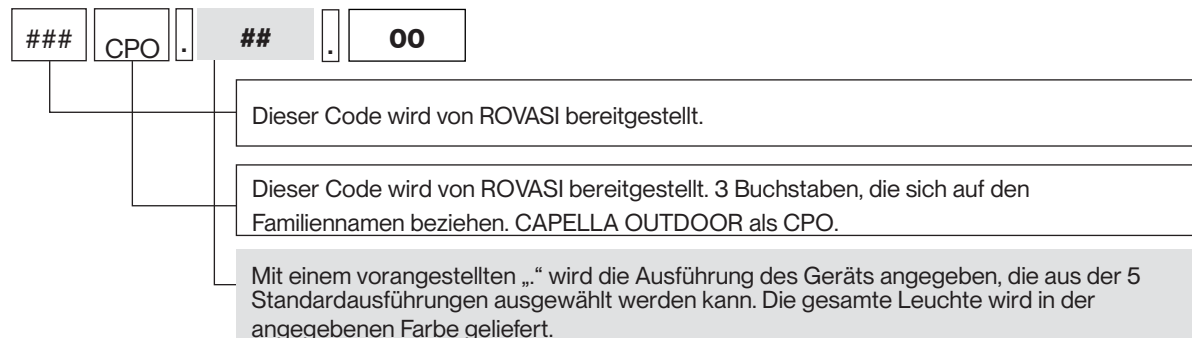 ### CPO . ## . 00
Dieser Code wird von ROVASI bereitgestellt.
Dieser Code wird von ROVASI bereitgestellt. 3 Buchstaben, die sich auf den
Familiennamen beziehen. CAPELLA OUTDOOR als CPO.
Mit einem vorangestellten „.“ wird die Ausführung des Geräts angegeben, die aus der 5
Standardausführungen ausgewählt werden kann. Die gesamte Leuchte wird in der
angegebenen Farbe geliefert.